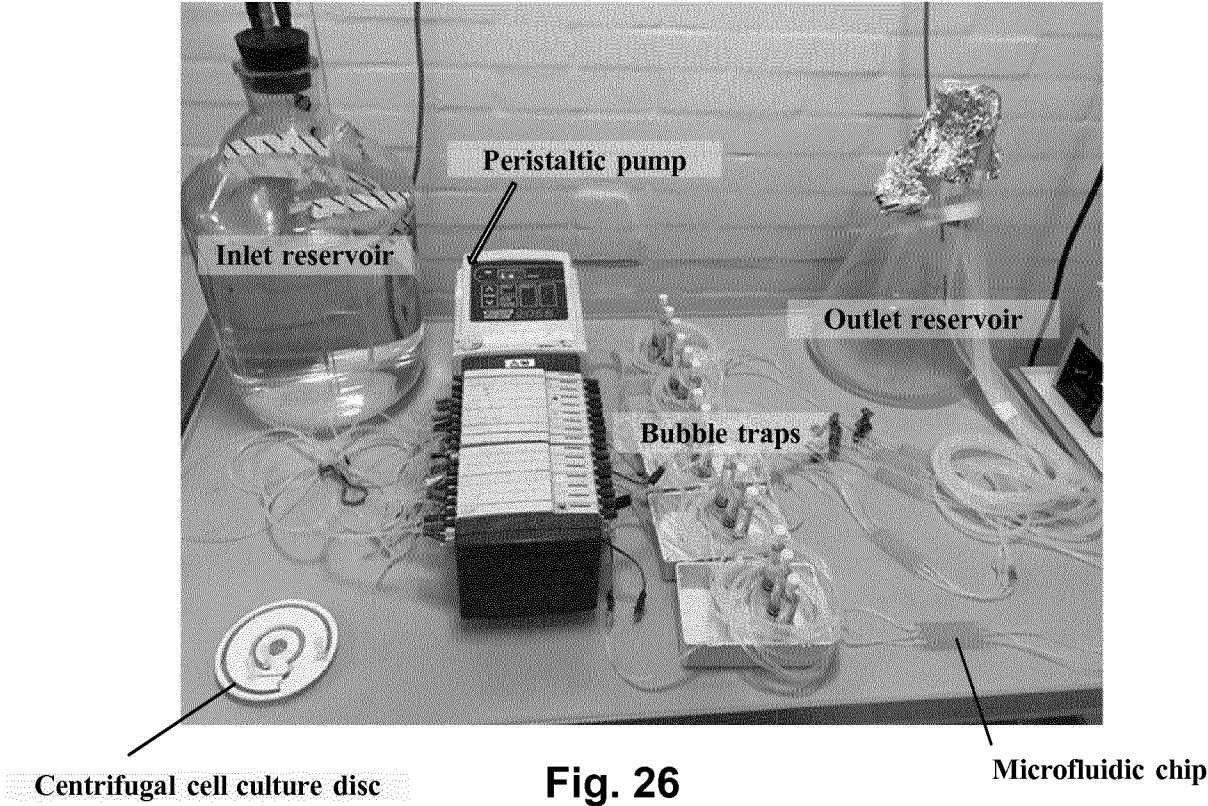 Peristaltic pump
Inlet reservoir
Outlet reservoir
Bubble traps
Centrifugal cell culture disc
Microfluidic chip
Fig. 26